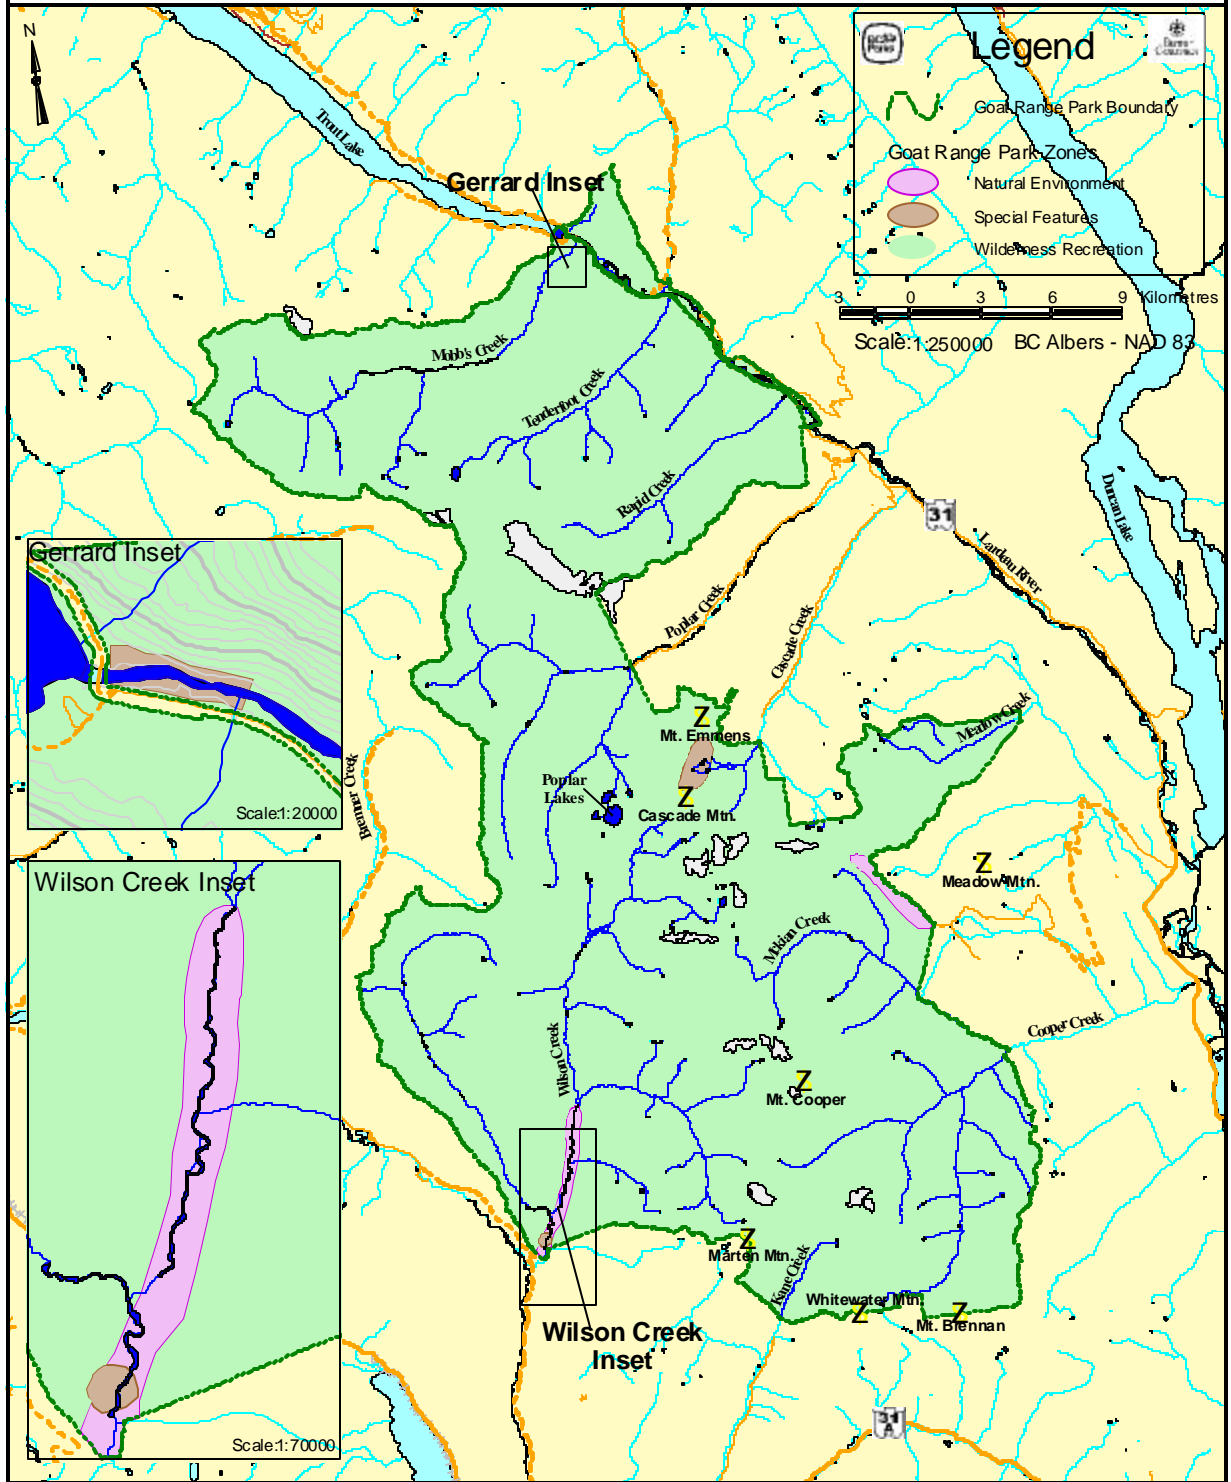 N
Legend
Goat Range Park Boundary
Goat Range Park Zones
Natural Environment
Special Features
Wilderness Recreation
3 0 3 6 9 Kilometres
Scale:1:250000 BC Albers - NAD 83
Trout Lake
Gerrard Inset
Mobb's Creek
Tenderfoot Creek
Rapid Creek
31
Duncan Lake
Lardeau River
Poplar Creek
Cascade Creek
Gerrard Inset
Scale:1:20000
Brenner Creek
Meadow Creek
Z
Mt. Emmens
Poplar
Lakes
Z
Cascade Mtn.
Z
Meadow Mtn.
Wilson Creek Inset
Scale:1:70000
Mckian Creek
Cooper Creek
Wilson Creek
Z
Mt. Cooper
Z
Marten Mtn.
Kane Creek
Whitewater Mtn.
Z
Z
Mt. Brennan
Wilson Creek
Inset
31
A